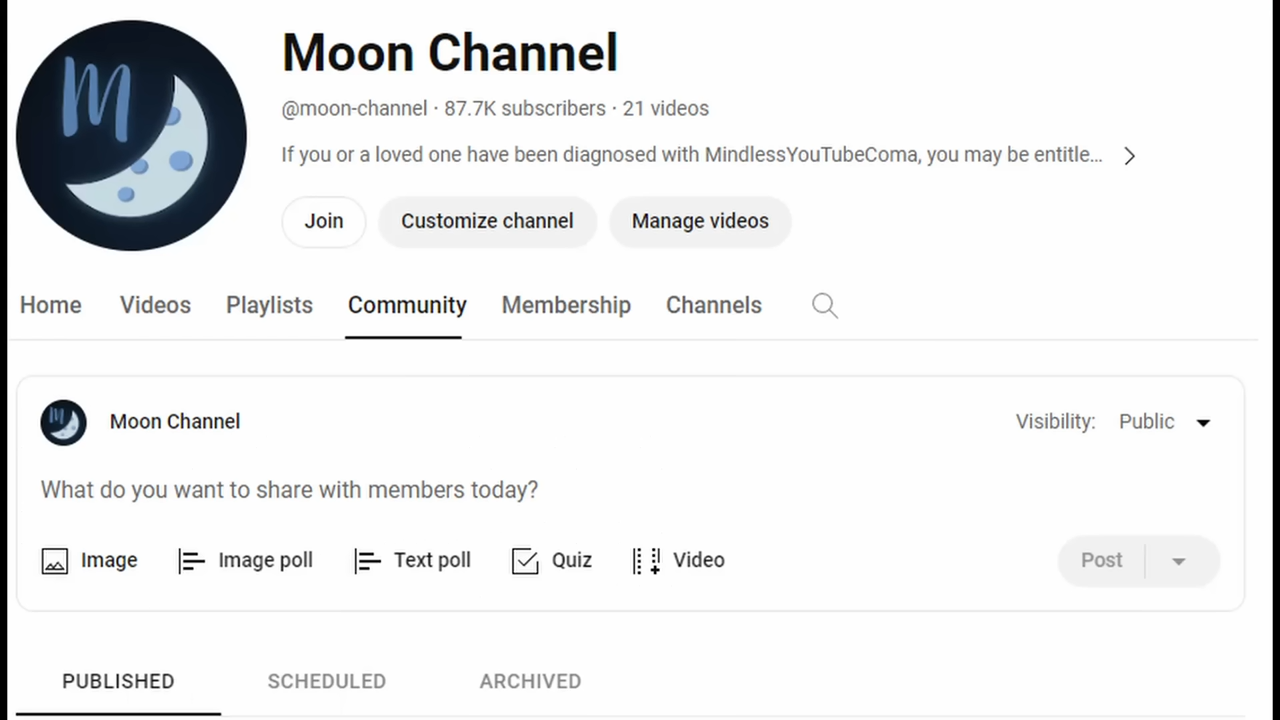 M
Moon Channel
@moon-channel · 87.7K subscribers · 21 videos
If you or a loved one have been diagnosed with MindlessYouTubeComa, you may be entitle...
Join Customize channel Manage videos
Home Videos Playlists Community Membership Channels
M
Moon Channel Visibility: Public
What do you want to share with members today?
Image Image poll Text poll Quiz Video Post
PUBLISHED SCHEDULED ARCHIVED